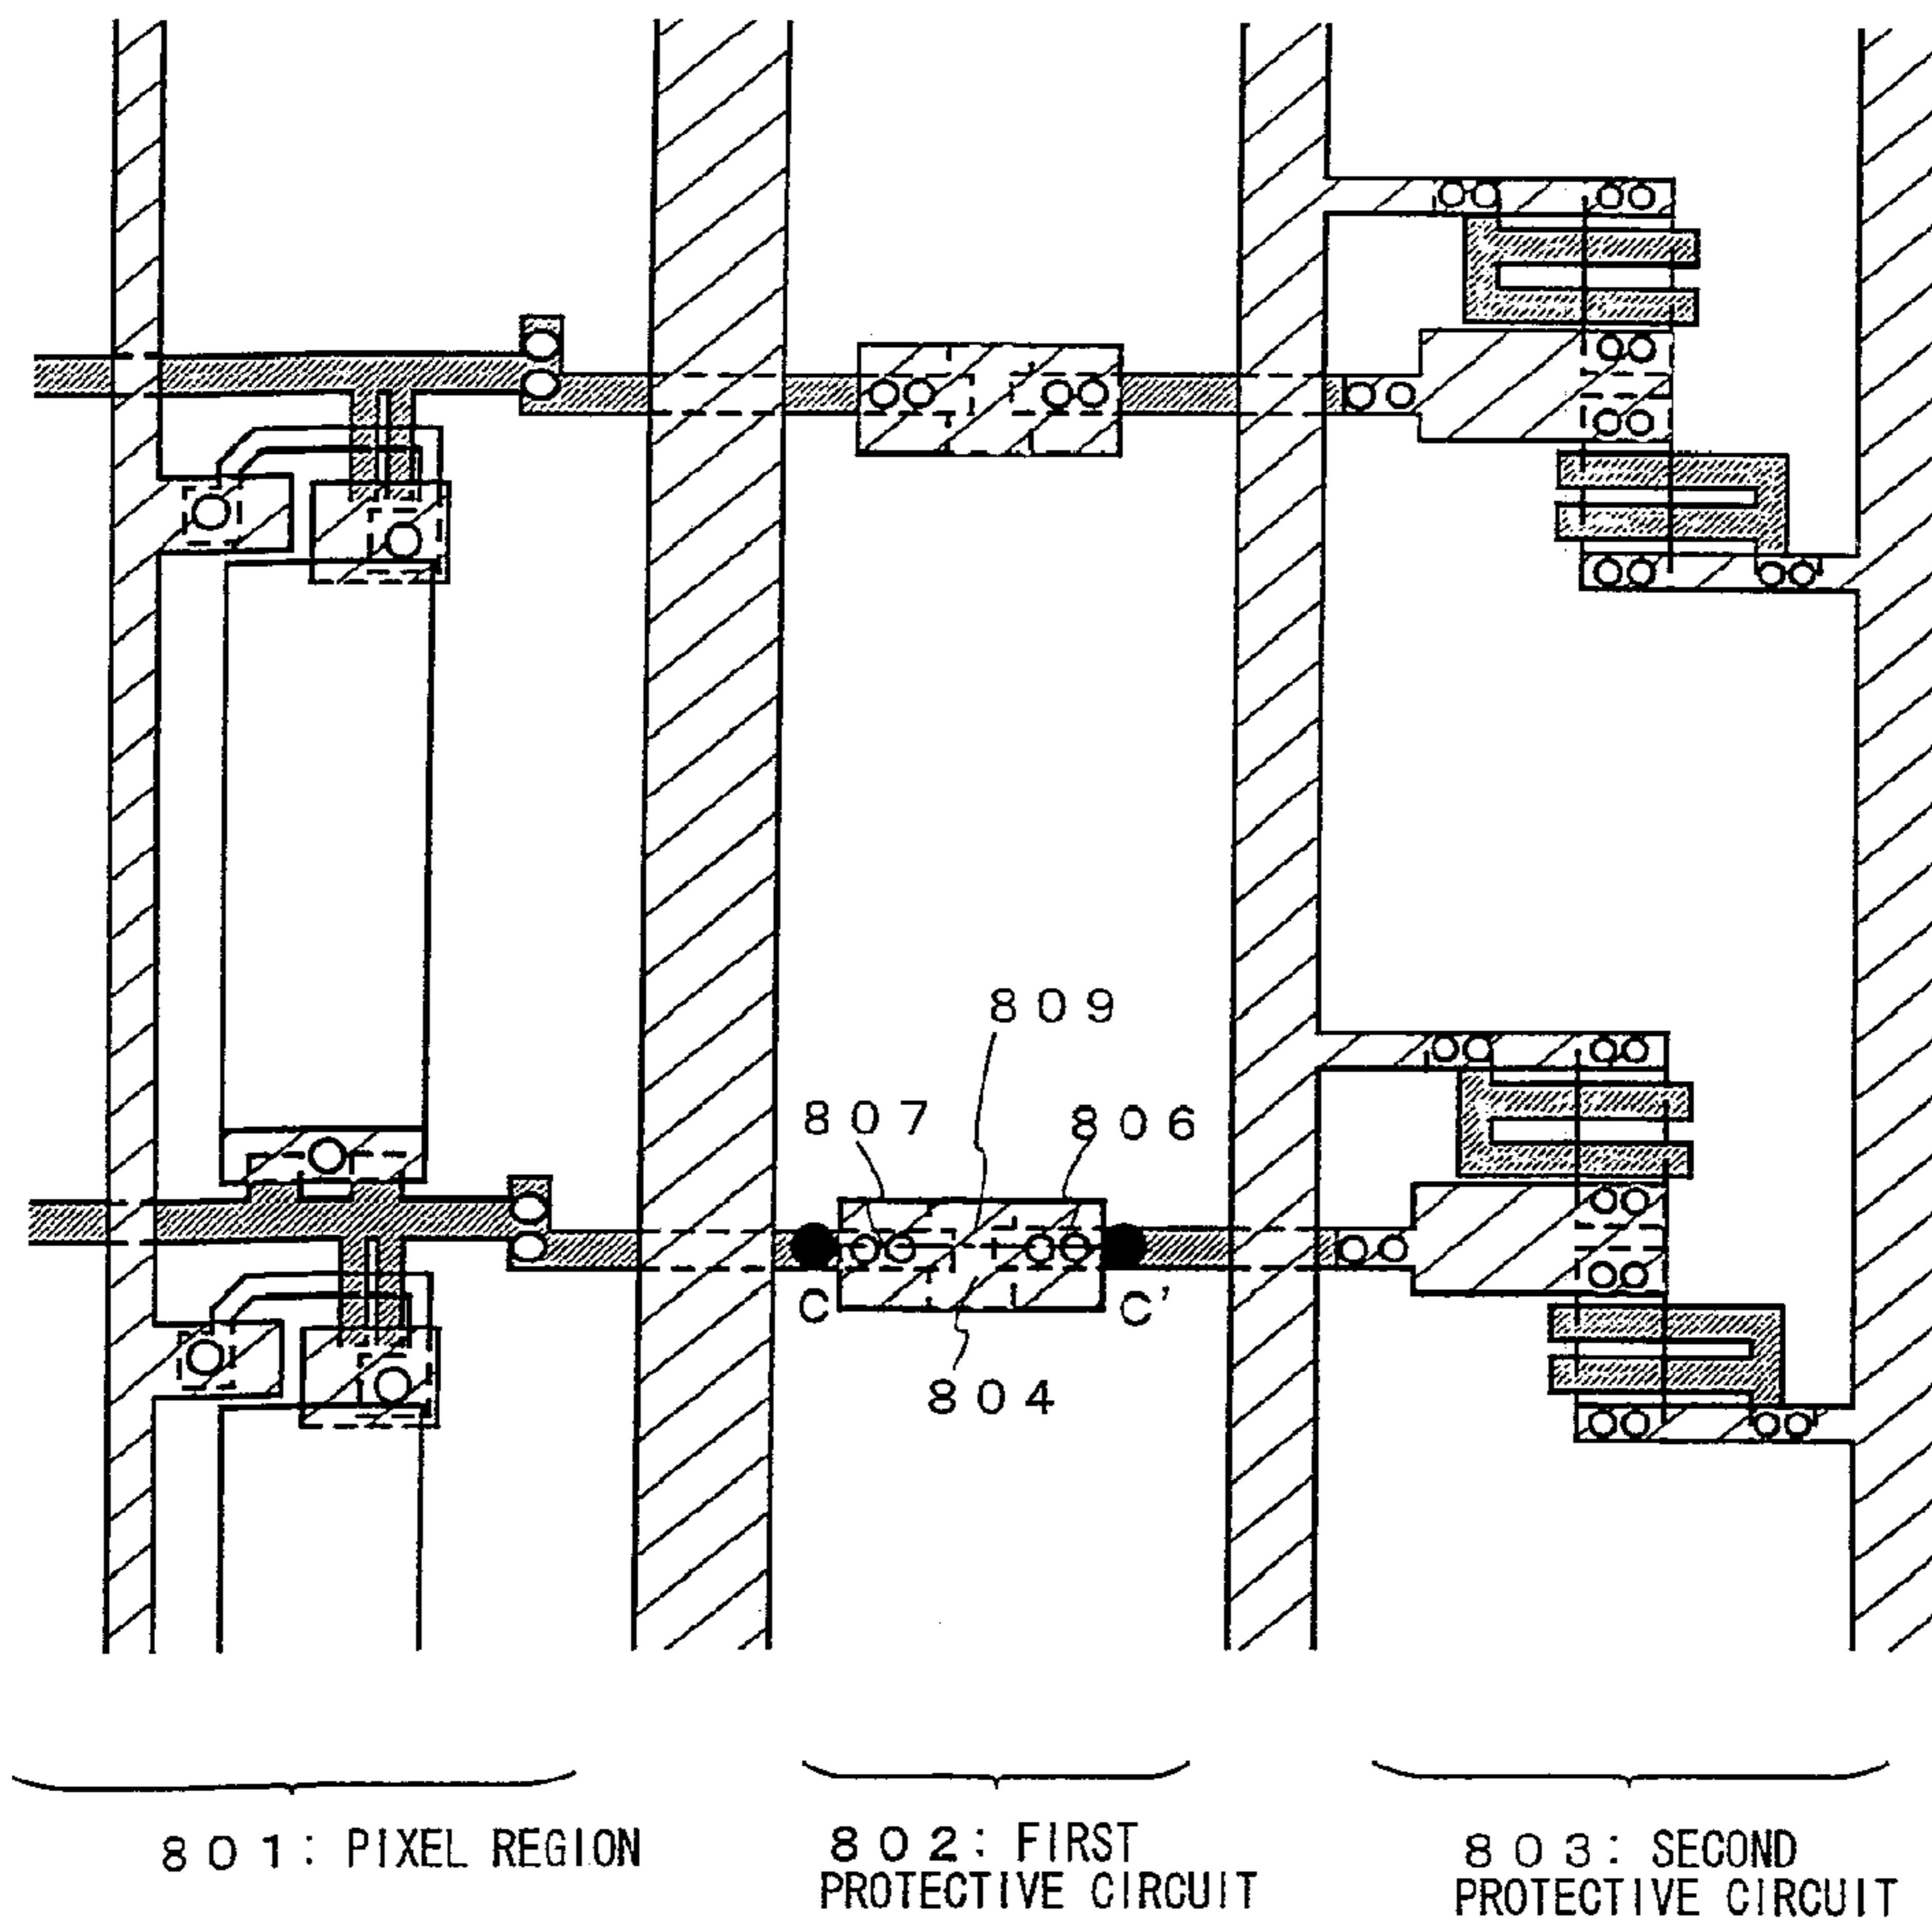 809
807
806
C
C'
804
801: PIXEL REGION
802: FIRST
PROTECTIVE CIRCUIT
803: SECOND
PROTECTIVE CIRCUIT